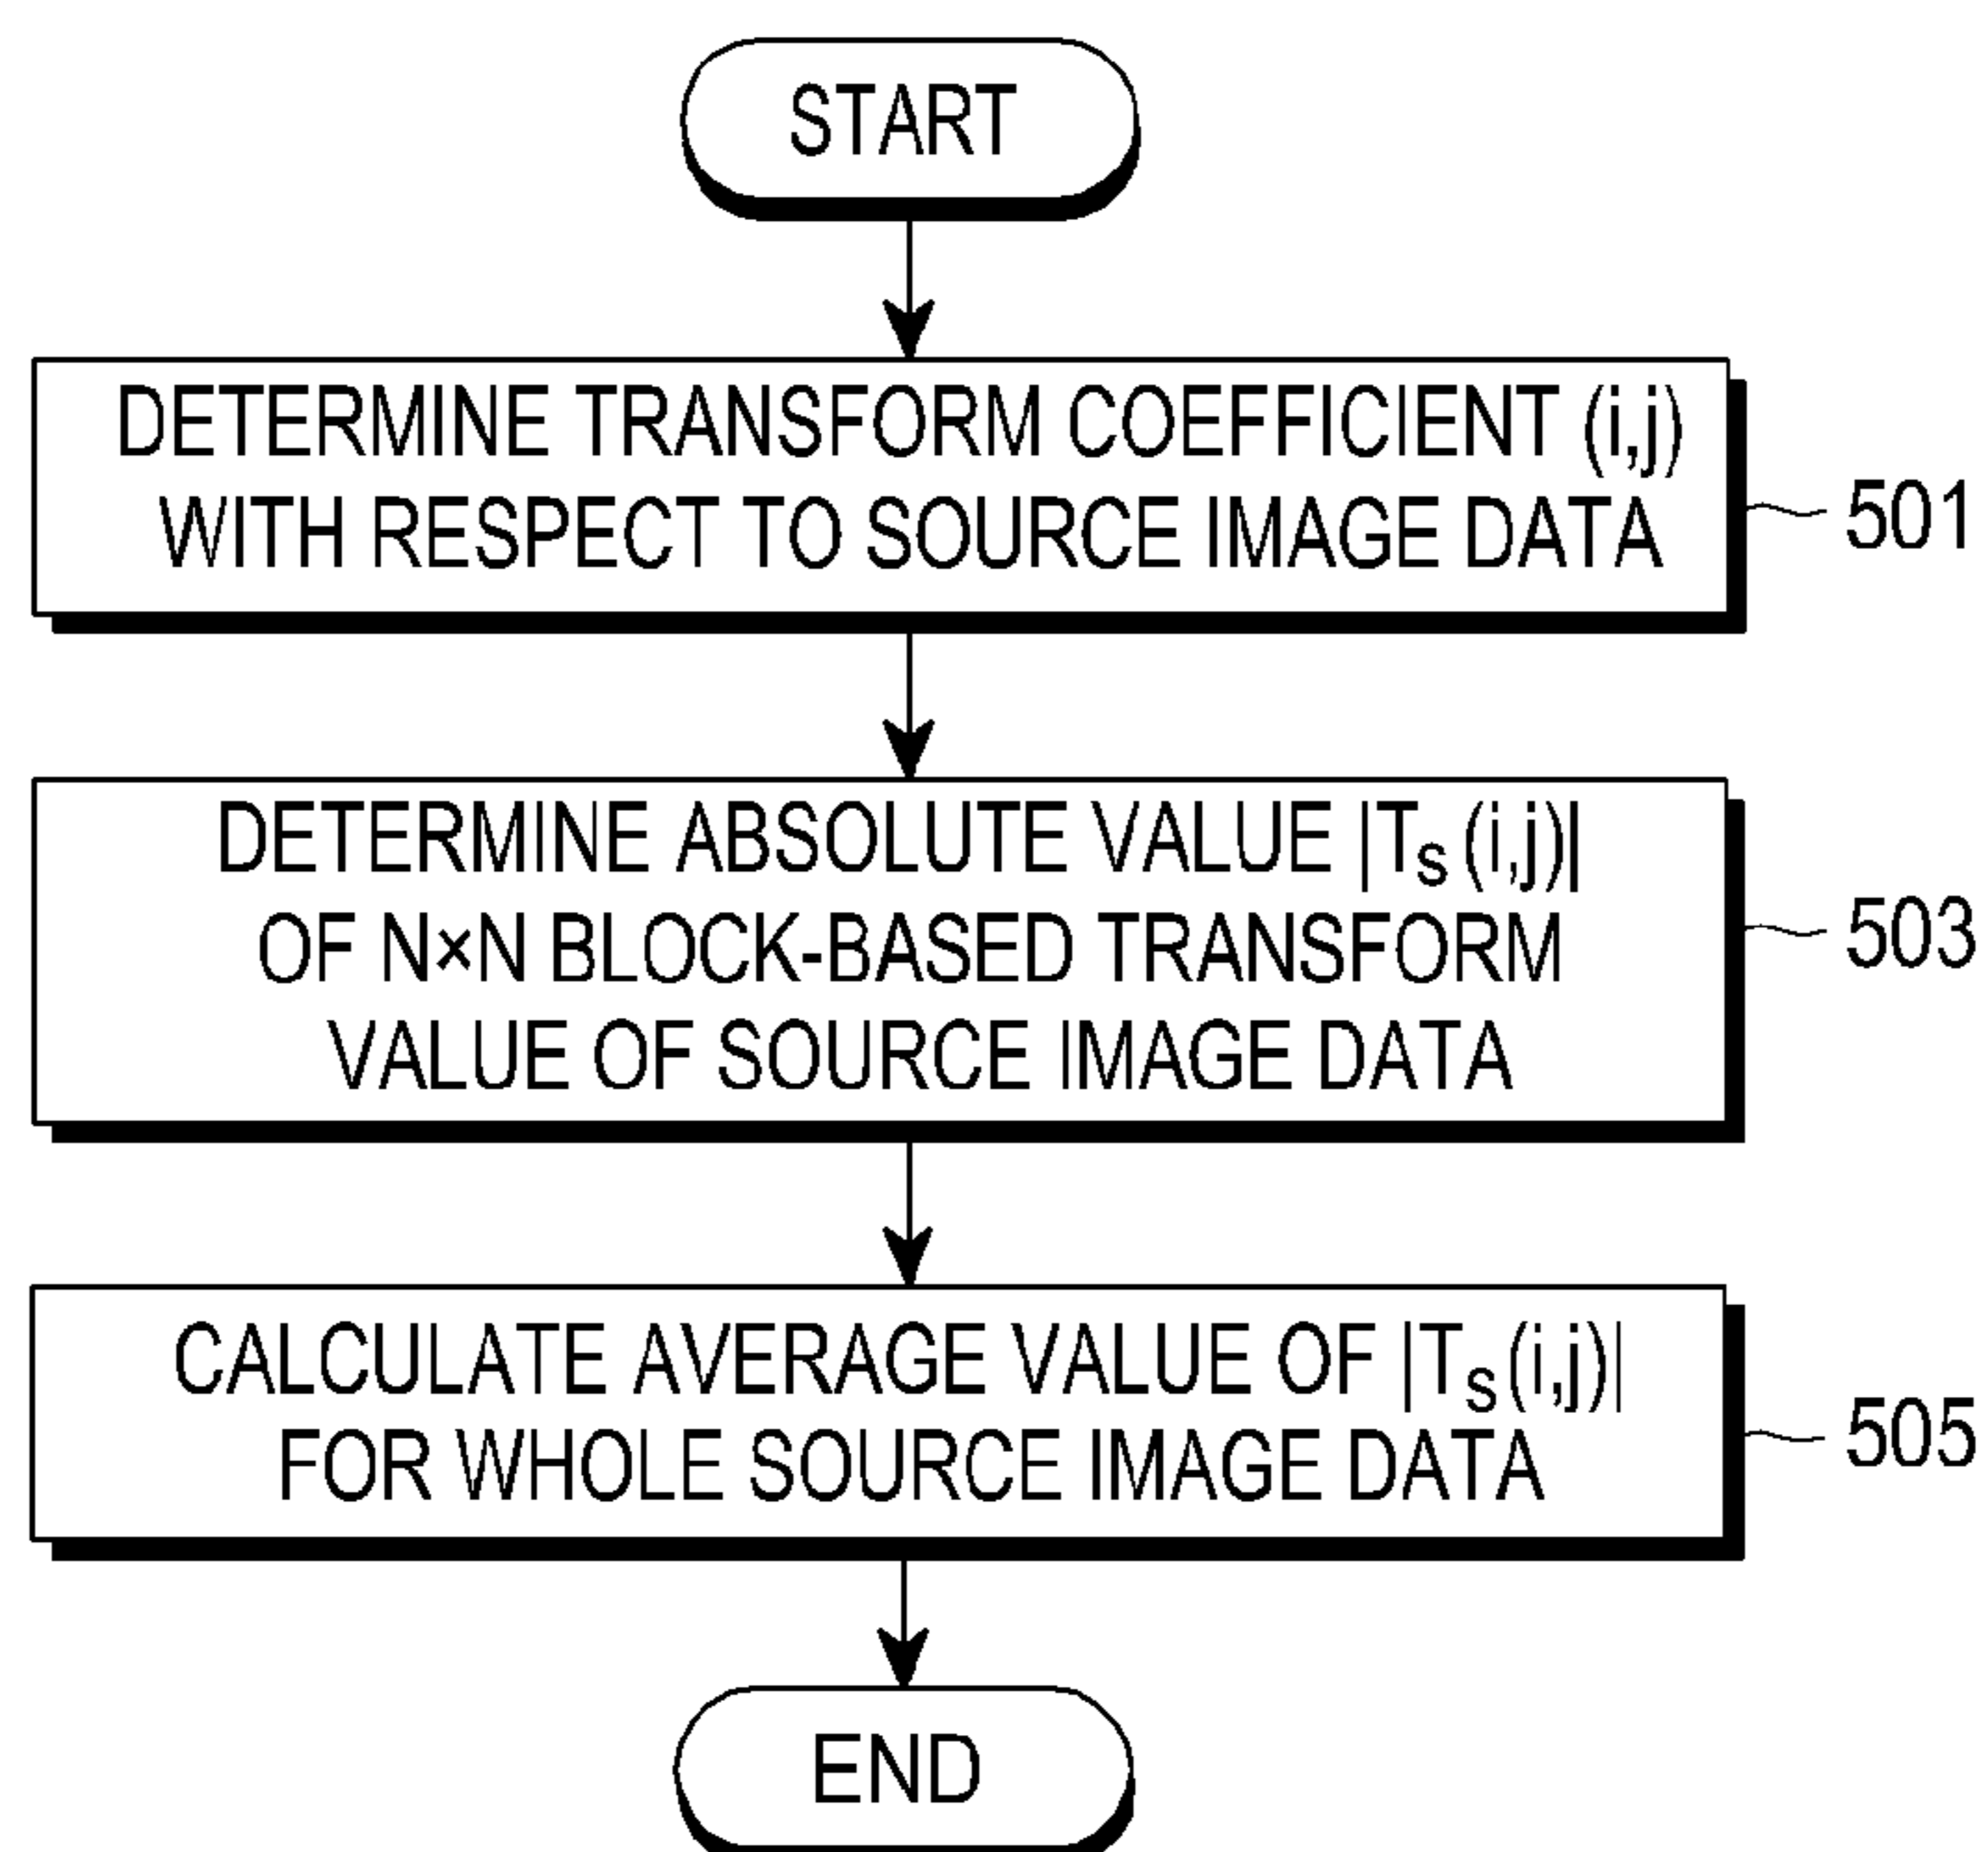 START
DETERMINE TRANSFORM COEFFICIENT (i,j)
WITH RESPECT TO SOURCE IMAGE DATA
501
DETERMINE ABSOLUTE VALUE |Ts (i,j)|
OF N×N BLOCK-BASED TRANSFORM
VALUE OF SOURCE IMAGE DATA
503
CALCULATE AVERAGE VALUE OF |Ts(i,j)|
FOR WHOLE SOURCE IMAGE DATA
505
END